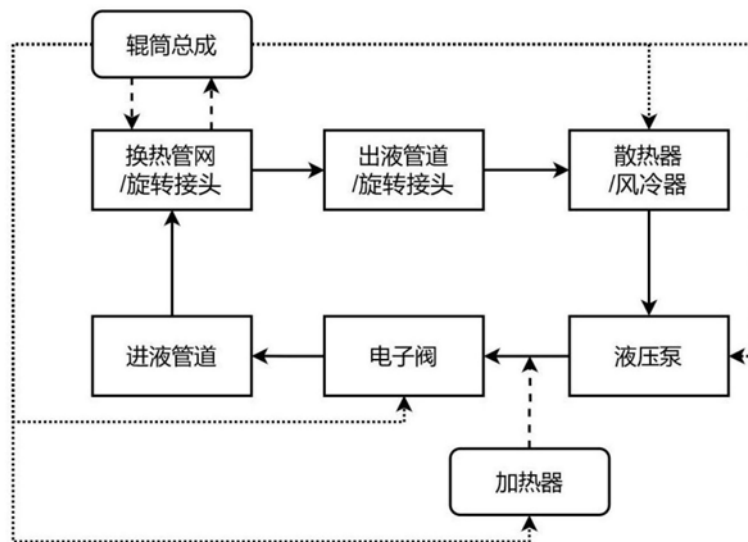 辊筒总成
换热管网
/旋转接头
出液管道
/旋转接头
散热器
/风冷器
进液管道
电子阀
液压泵
加热器